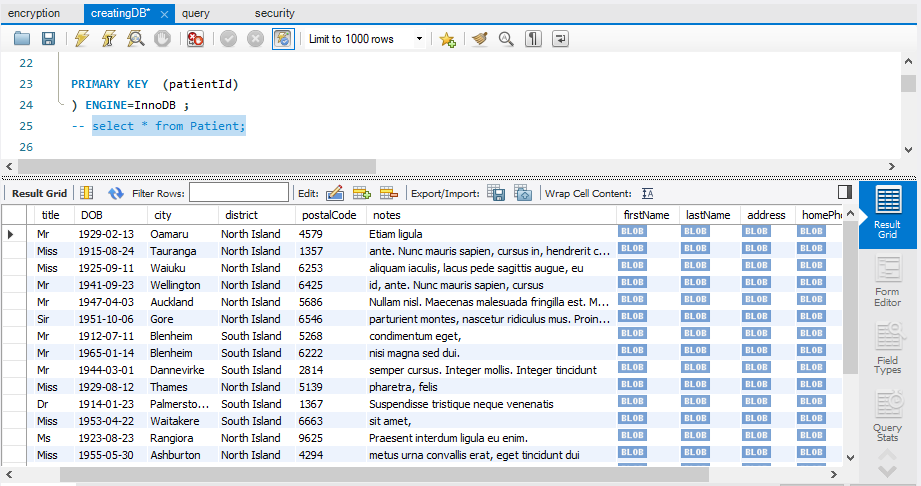 encryption creatingDB* × query security
Limit to 1000 rows
22
23 PRIMARY KEY (patientId)
24 ) ENGINE=InnoDB ;
25 -- select * from Patient;
26
Result Grid Filter Rows: Edit: Export/Import: Wrap Cell Content: IA
title DOB city district postalCode notes firstName lastName address homePho
Mr 1929-02-13 Oamaru North Island 4579 Etiam ligula BLOB BLOB BLOB BLOB
Miss 1915-08-24 Tauranga North Island 1357 ante. Nunc mauris sapien, cursus in, hendrerit c... BLOB BLOB BLOB BLOB
Miss 1925-09-11 Waiuku North Island 6253 aliquam iaculis, lacus pede sagittis augue, eu BLOB BLOB BLOB BLOB
Mr 1941-09-23 Wellington North Island 6425 id, ante. Nunc mauris sapien, cursus BLOB BLOB BLOB BLOB
Mr 1947-04-03 Auckland North Island 5686 Nullam nisl. Maecenas malesuada fringilla est. M... BLOB BLOB BLOB BLOB
Sir 1951-10-06 Gore North Island 6546 parturient montes, nascetur ridiculus mus. Proin... BLOB BLOB BLOB BLOB
Mr 1912-07-11 Blenheim South Island 5268 condimentum eget, BLOB BLOB BLOB BLOB
Mr 1965-01-14 Blenheim South Island 6222 nisi magna sed dui. BLOB BLOB BLOB BLOB
Mr 1944-03-01 Dannevirke South Island 2814 semper cursus. Integer mollis. Integer tincidunt BLOB BLOB BLOB BLOB
Miss 1929-08-12 Thames North Island 5139 pharetra, felis BLOB BLOB BLOB BLOB
Dr 1914-01-23 Palmersto... South Island 1367 Suspendisse tristique neque venenatis BLOB BLOB BLOB BLOB
Miss 1953-04-22 Waitakere South Island 6663 sit amet, BLOB BLOB BLOB BLOB
Ms 1923-08-23 Rangiora North Island 9625 Praesent interdum ligula eu enim. BLOB BLOB BLOB BLOB
Miss 1955-05-30 Ashburton North Island 4294 metus urna convallis erat, eget tincidunt dui BLOB BLOB BLOB BLOB
Result
Grid
Form
Editor
Field
Types
Query
Stats